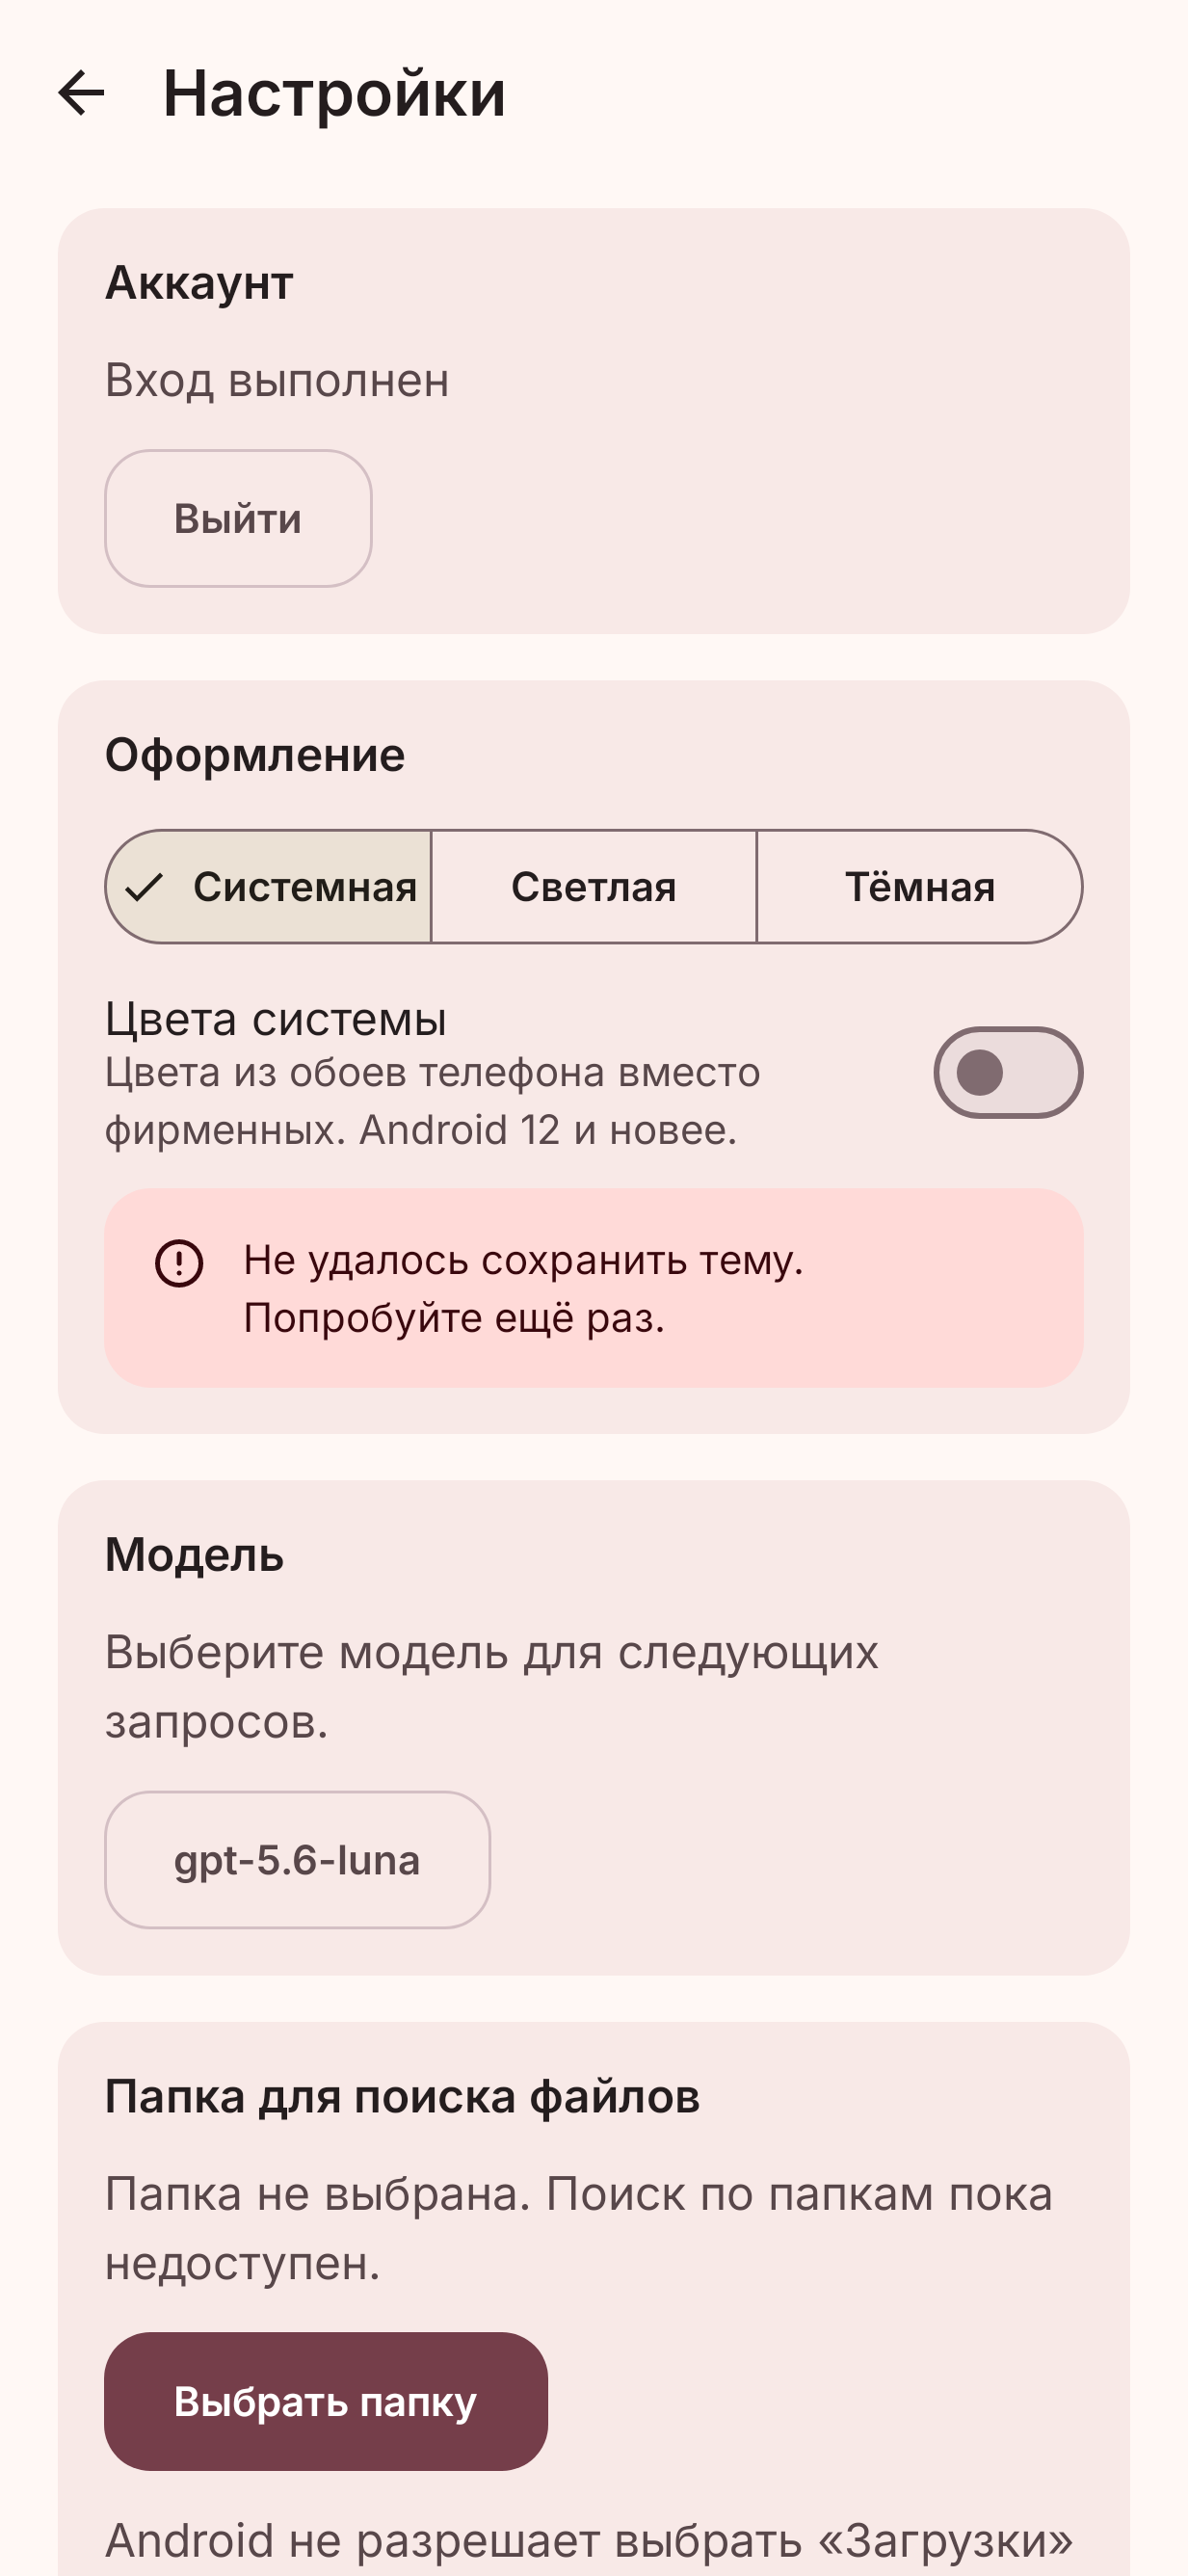 Настройки
Аккаунт
Вход выполнен
Выйти
Оформление
Системная
Светлая
Тёмная
Цвета системы
Цвета из обоев телефона вместо
фирменных. Android 12 и новее.
Не удалось сохранить тему.
Попробуйте ещё раз.
Модель
Выберите модель для следующих
запросов.
gpt-5.6-luna
Папка для поиска файлов
Папка не выбрана. Поиск по папкам пока
недоступен.
Выбрать папку
Android не разрешает выбрать «Загрузки»